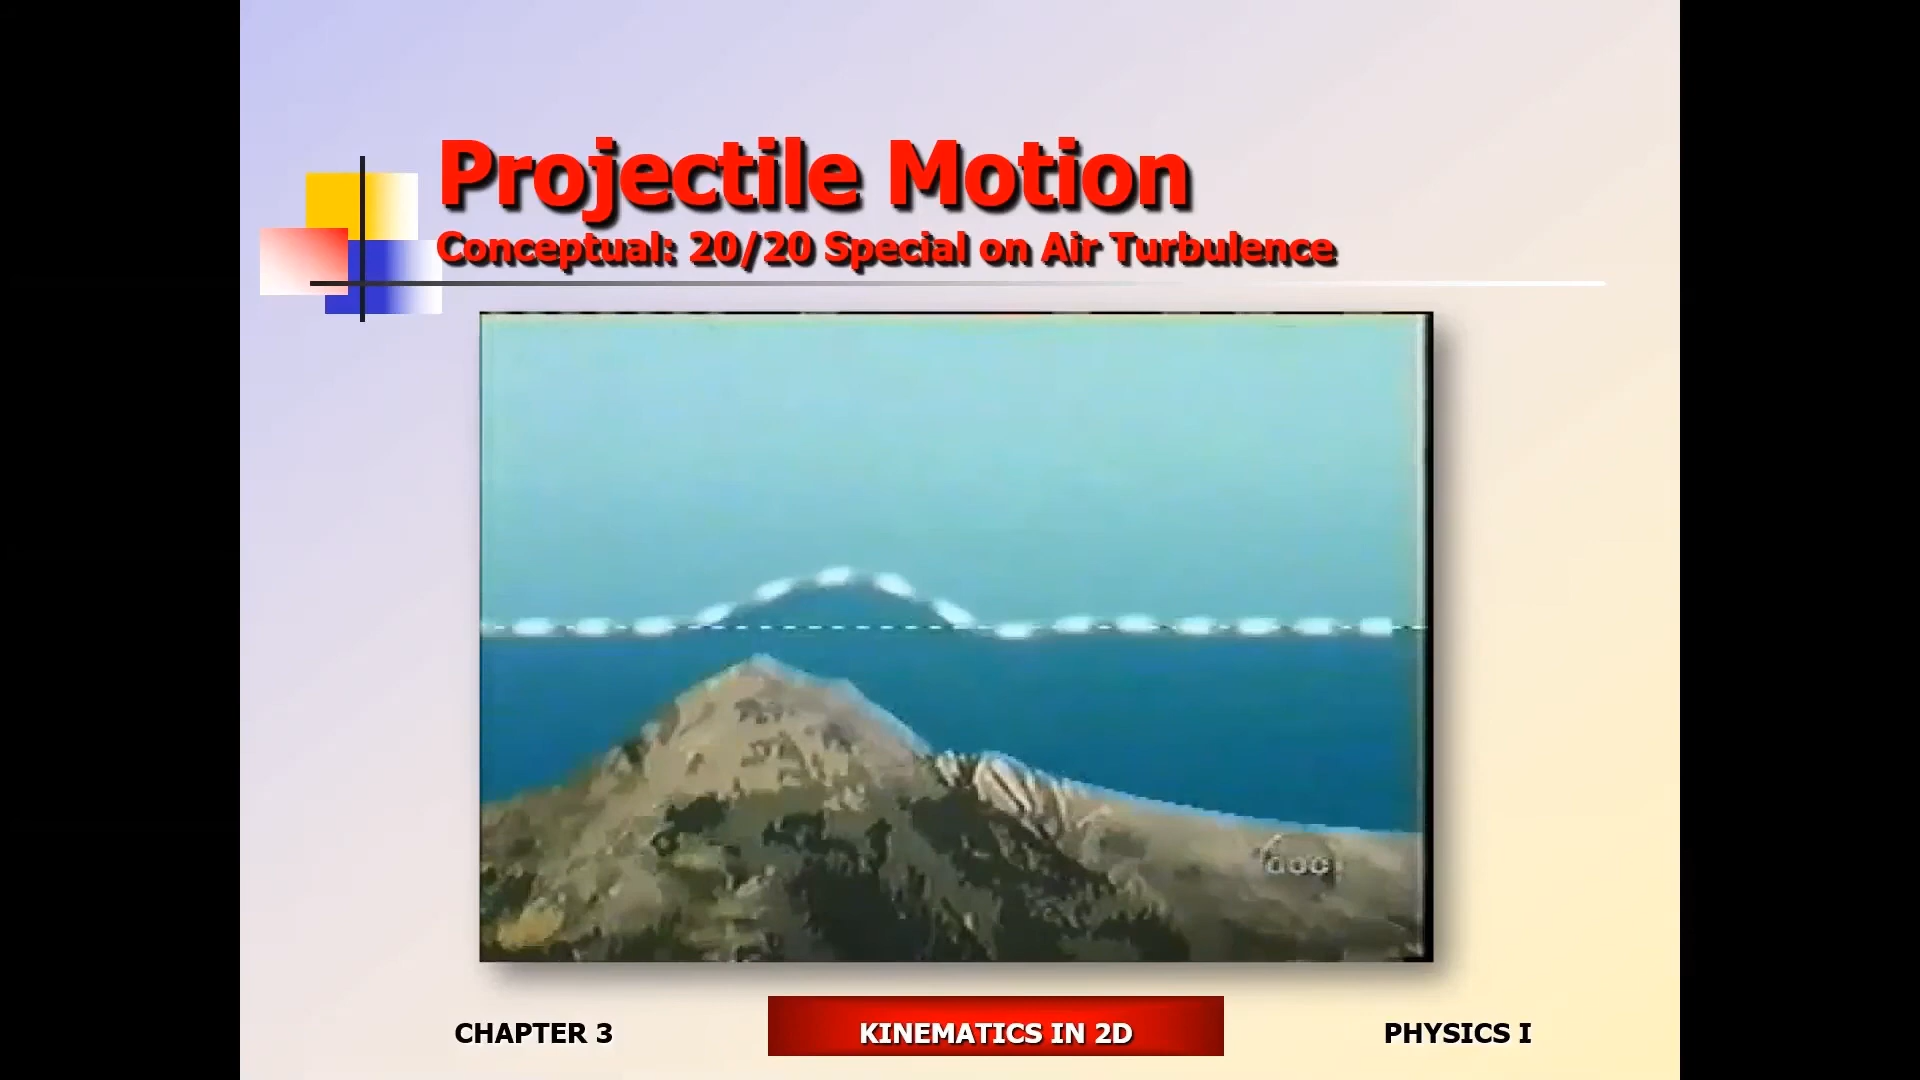 Projectile Motion
Conceptual: 20/20 Special on Air Turbulence
abc
CHAPTER 3
KINEMATICS IN 2D
PHYSICS I